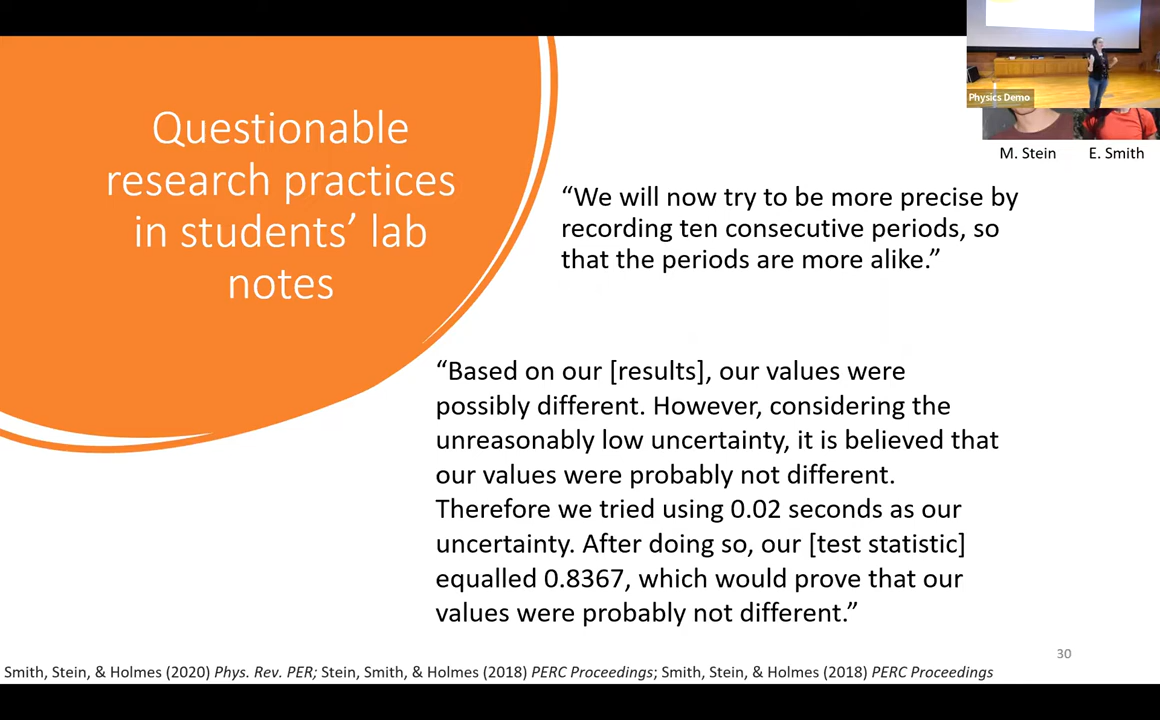 Questionable
research practices
in students’ lab
notes
Physics Demo
M. Stein
E. Smith
“We will now try to be more precise by
recording ten consecutive periods, so
that the periods are more alike.”
“Based on our [results], our values were
possibly different. However, considering the
unreasonably low uncertainty, it is believed that
our values were probably not different.
Therefore we tried using 0.02 seconds as our
uncertainty. After doing so, our [test statistic]
equalled 0.8367, which would prove that our
values were probably not different.”
30
Smith, Stein, & Holmes (2020) Phys. Rev. PER; Stein, Smith, & Holmes (2018) PERC Proceedings; Smith, Stein, & Holmes (2018) PERC Proceedings